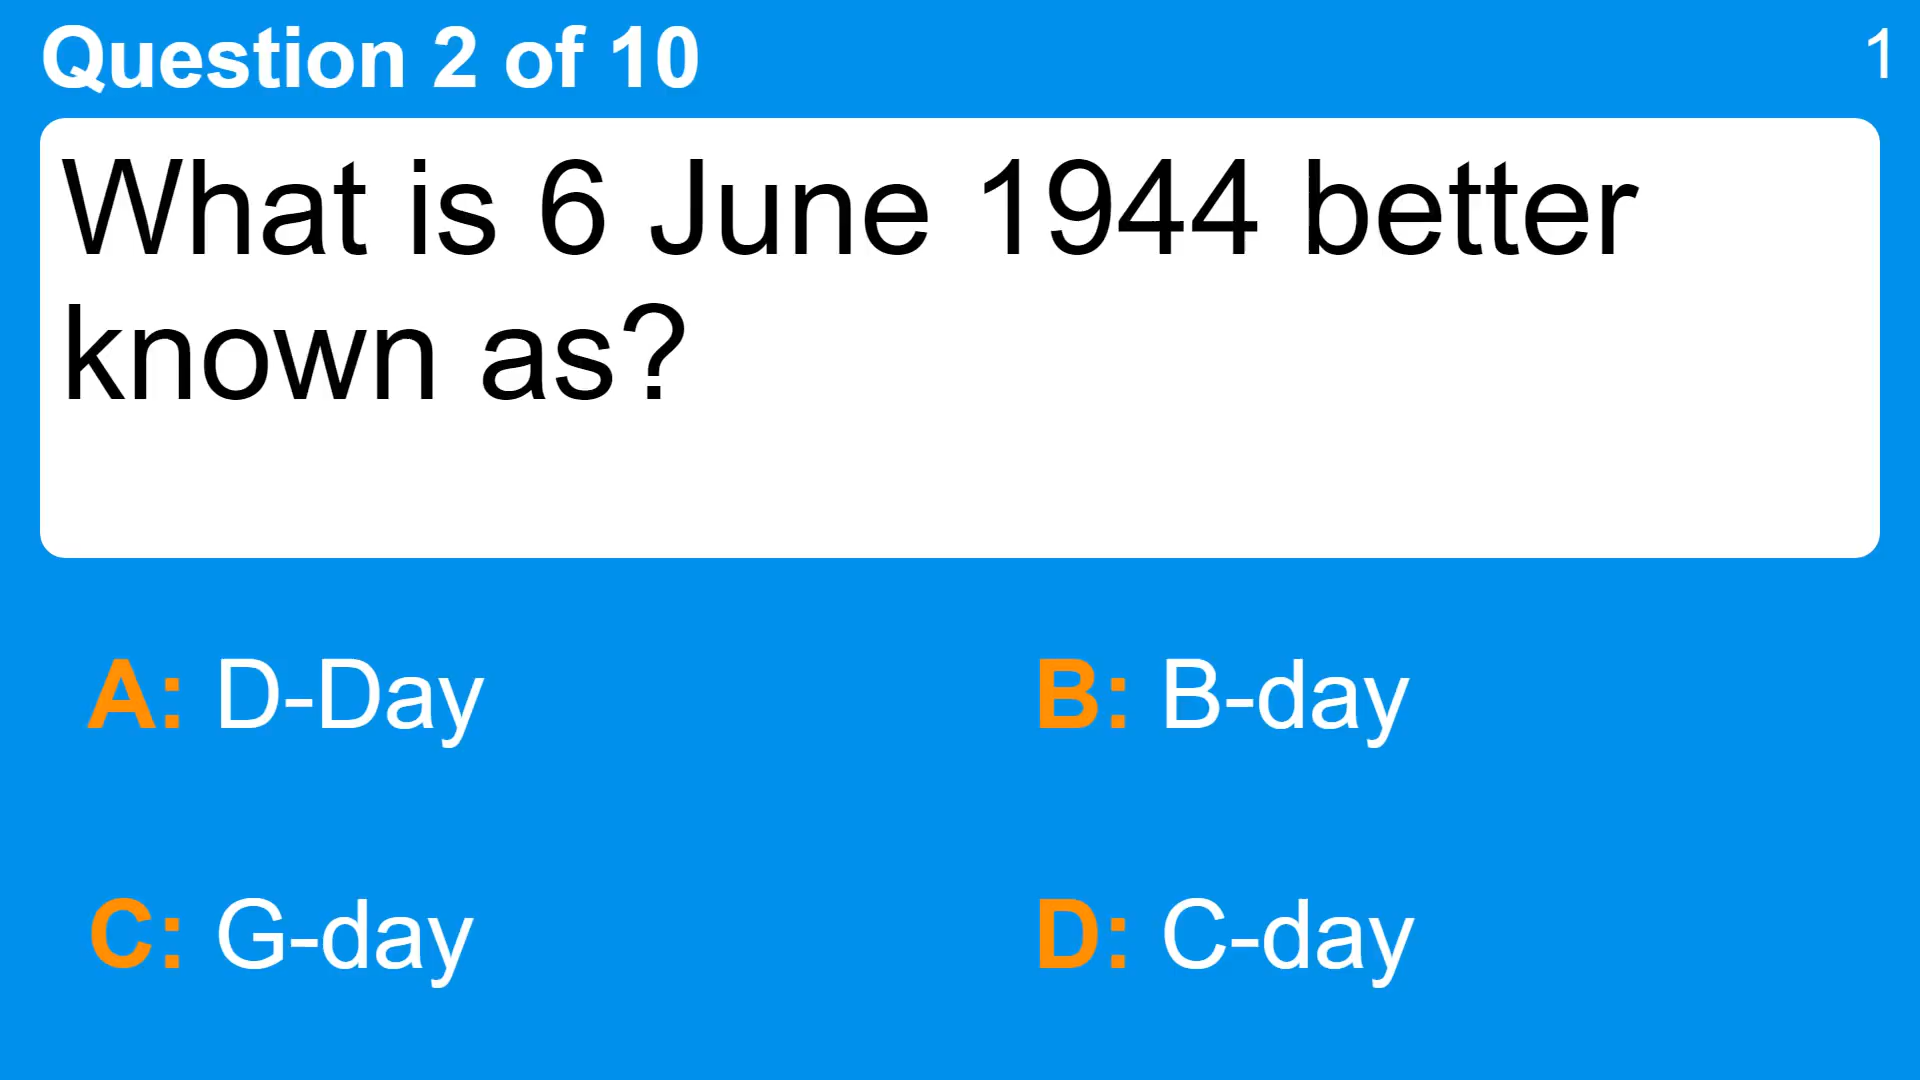 Question 2 of 10
1
What is 6 June 1944 better
known as?
A: D-Day
B: B-day
C: G-day
D: C-day